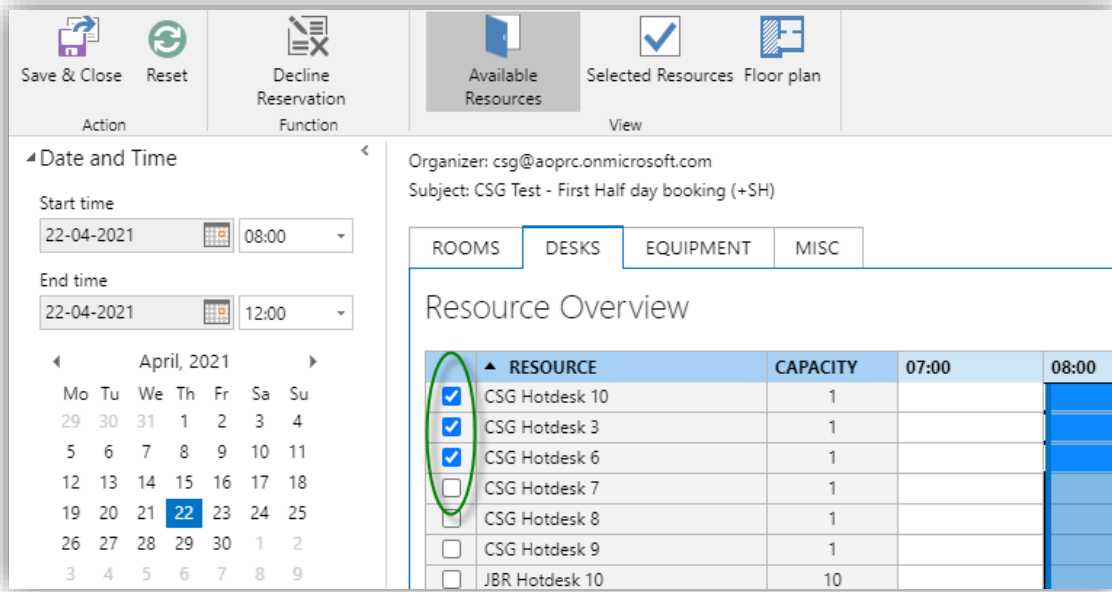 Save & Close
Reset
Decline
Reservation
Available
Resources
Selected Resources
Floor plan
Action
Function
View
Date and Time
Start time
22-04-2021
08:00
End time
22-04-2021
12:00
April, 2021
Mo Tu We Th Fr Sa Su
29 30 31 1 2 3 4
5 6 7 8 9 10 11
12 13 14 15 16 17 18
19 20 21 22 23 24 25
26 27 28 29 30 1 2
3 4 5 6 7 8 9
Organizer: csg@aoprc.onmicrosoft.com
Subject: CSG Test - First Half day booking (+SH)
ROOMS DESKS EQUIPMENT MISC
Resource Overview
RESOURCE CAPACITY 07:00 08:00
CSG Hotdesk 10 1
CSG Hotdesk 3 1
CSG Hotdesk 6 1
CSG Hotdesk 7 1
CSG Hotdesk 8 1
CSG Hotdesk 9 1
JBR Hotdesk 10 10